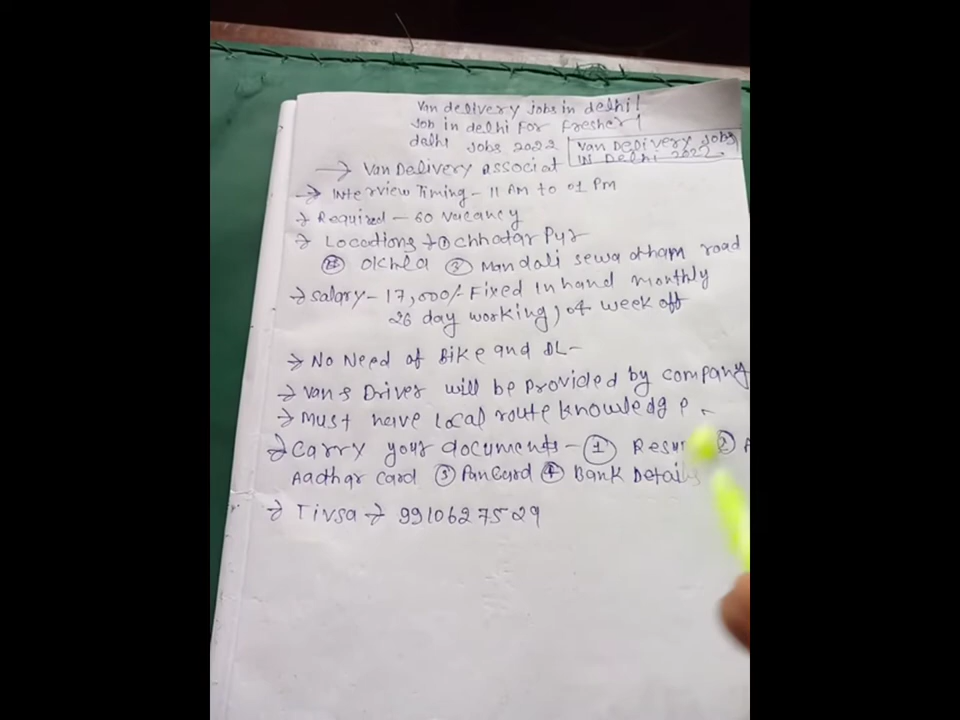 Van delivery jobs in delhi!
Job in delhi For Fresher!
delhi jobs 2022
Van Delivery Jobs
IN Delhi 2022.
→ Van Delivery Associat
→ Interview Timing - 11 AM to 01 Pm
→ Required - 60 Vacancy
→ Locations → ① Chhatar Pur
② Okhla ③ Mandali sewa dham road
→ Salary - 17,000/- Fixed In hand monthly
26 day working, 04 week off
→ No Need of Bike and DL -
→ Van & Driver will be Provided by company
→ Must have Local route knowledge
→ Carry your documents - ① Resu ② A
Aadhar Card ③ Pan Card ④ Bank Details
→ Tivsa → 9910627529